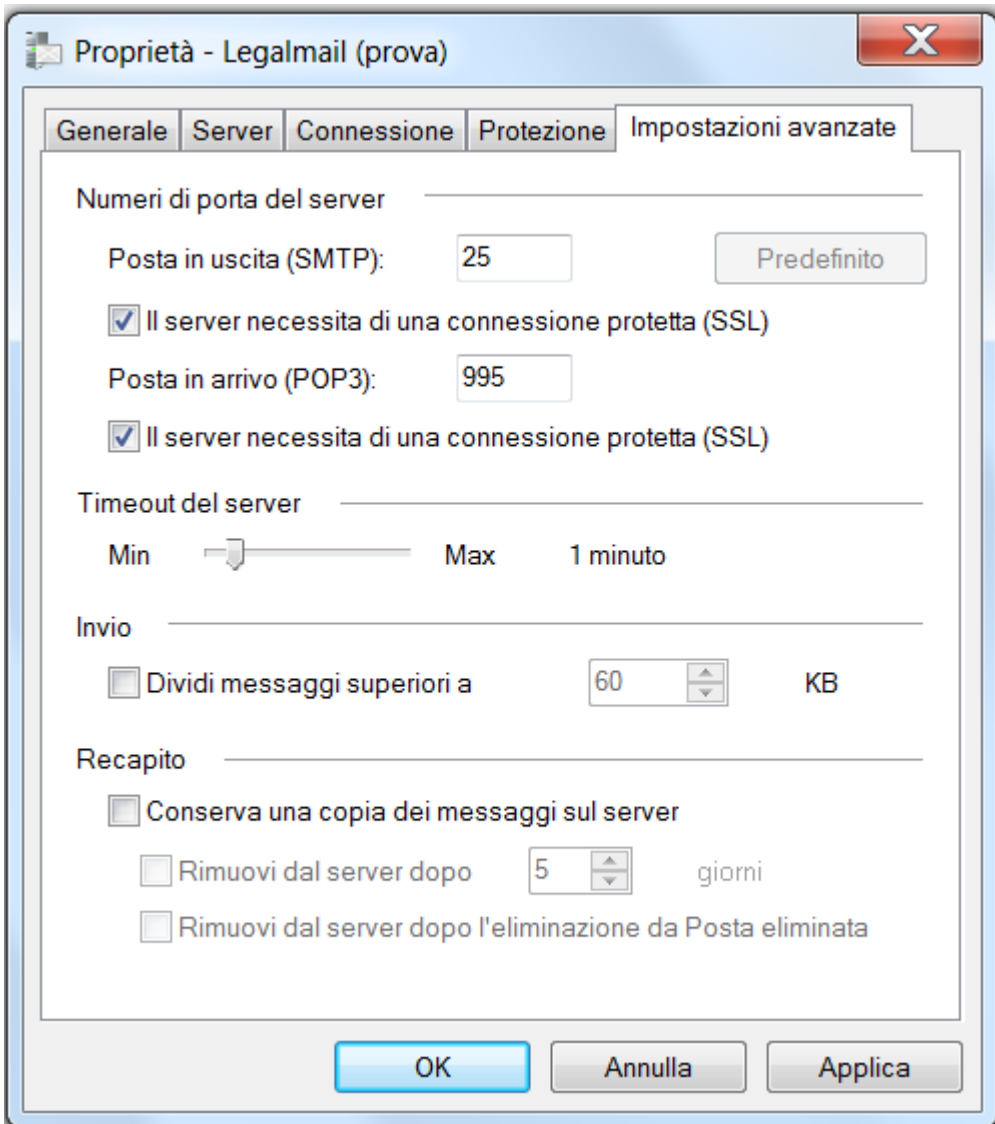 Proprietà - Legalmail (prova)
Generale Server Connessione Protezione Impostazioni avanzate
Numeri di porta del server
Posta in uscita (SMTP): 25 Predefinito
Il server necessita di una connessione protetta (SSL)
Posta in arrivo (POP3): 995
Il server necessita di una connessione protetta (SSL)
Timeout del server
Min Max 1 minuto
Invio
Dividi messaggi superiori a 60 KB
Recapito
Conserva una copia dei messaggi sul server
Rimuovi dal server dopo 5 giorni
Rimuovi dal server dopo l'eliminazione da Posta eliminata
OK Annulla Applica